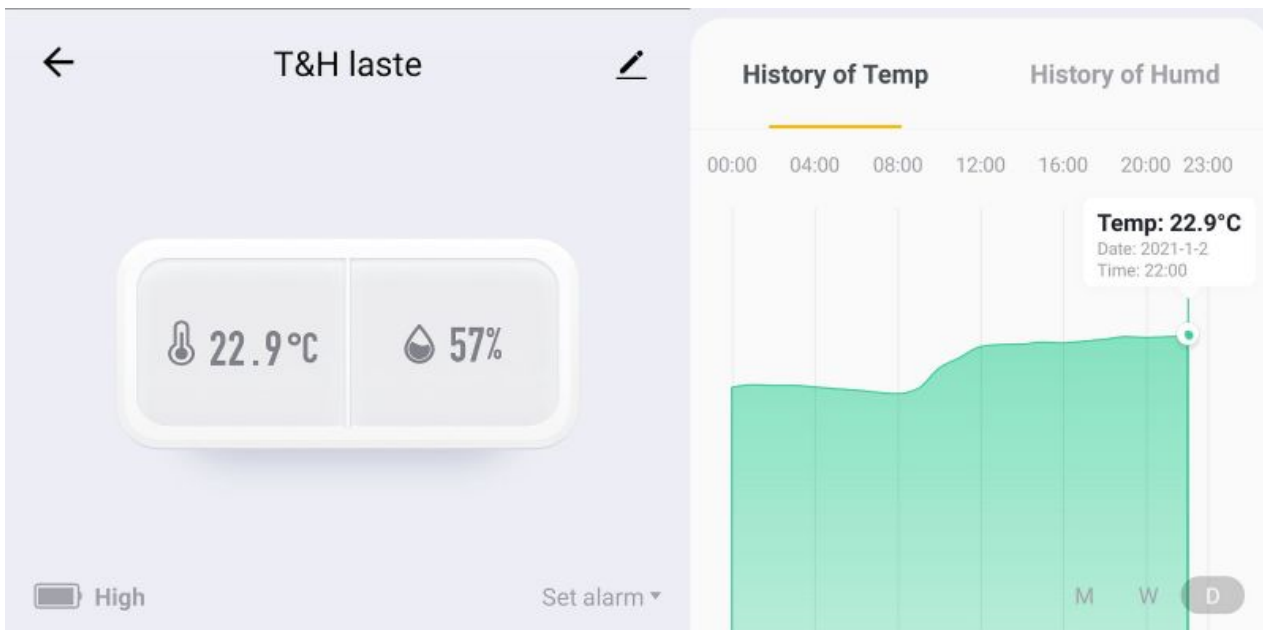 T&H laste
22.9°C
57%
High
Set alarm
History of Temp
History of Humd
00:00 04:00 08:00 12:00 16:00 20:00 23:00
Temp: 22.9°C
Date: 2021-1-2
Time: 22:00
M W D